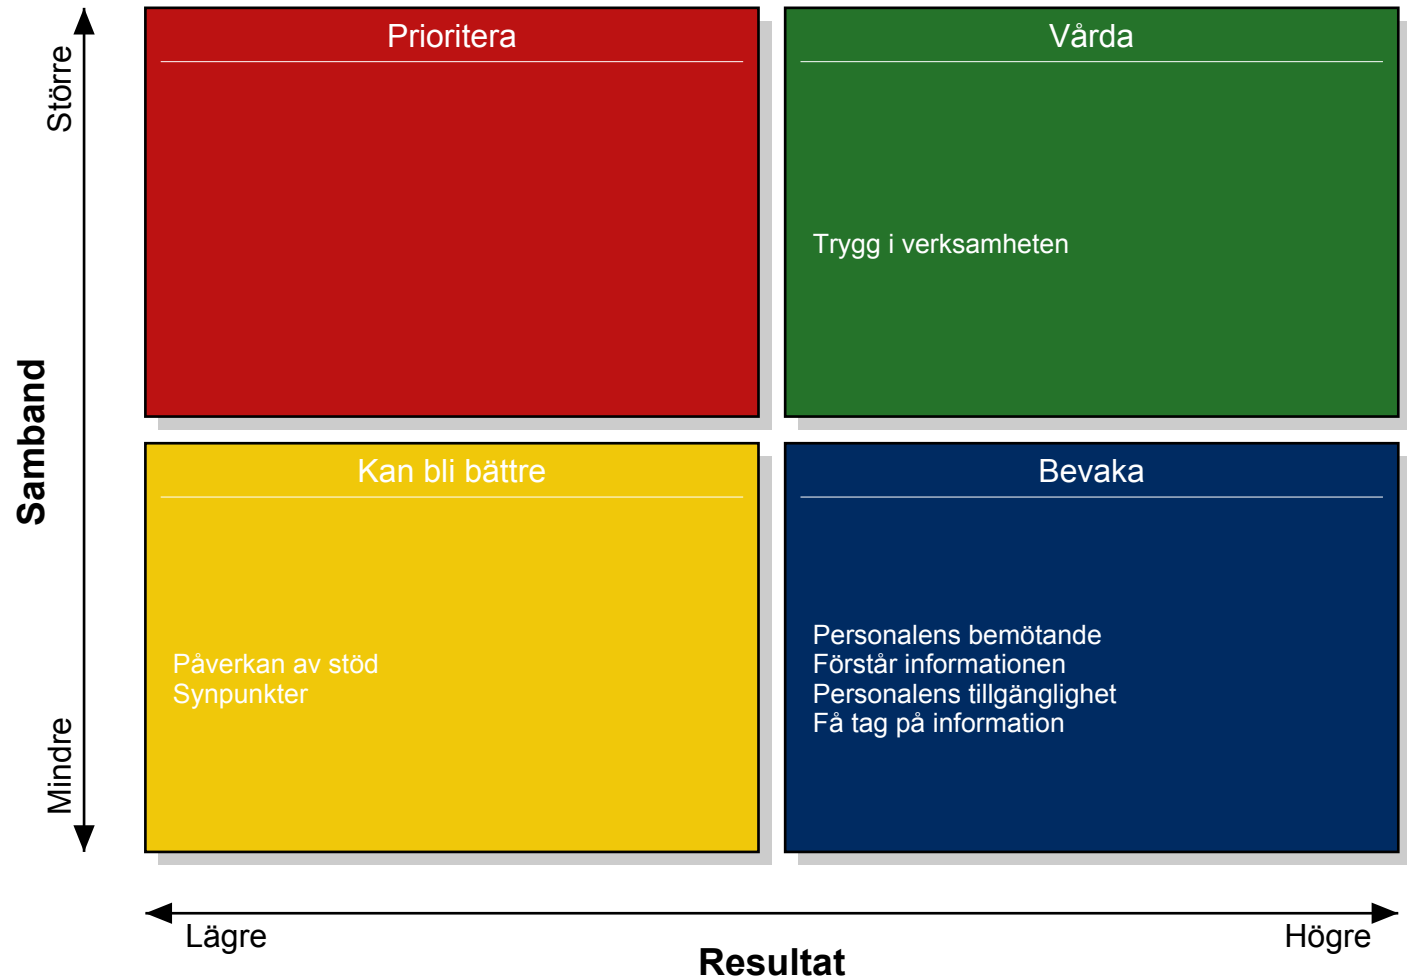 Större
Samband
Mindre
Prioritera
Vårda
Trygg i verksamheten
Kan bli bättre
Påverkan av stöd
Synpunkter
Bevaka
Personalens bemötande
Förstår informationen
Personalens tillgänglighet
Få tag på information
Lägre
Resultat
Högre